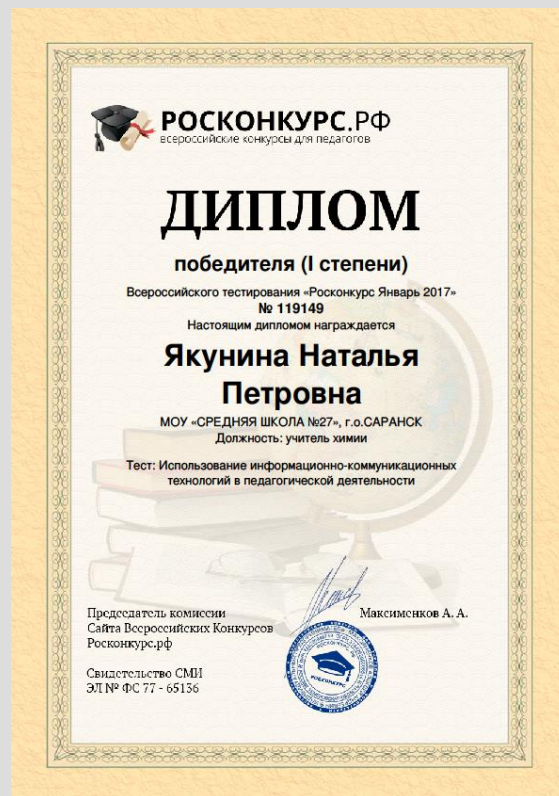 РОСКОНКУРС.РФ
всероссийские конкурсы для педагогов
ДИПЛОМ
победителя (I степени)
Всероссийского тестирования «Росконкурс Январь 2017»
№ 119149
Настоящим дипломом награждается
Якунина Наталья
Петровна
МОУ «СРЕДНЯЯ ШКОЛА №27», г.о.САРАНСК
Должность: учитель химии
Тест: Использование информационно-коммуникационных
технологий в педагогической деятельности
Председатель комиссии
Сайта Всероссийских Конкурсов
Росконкурс.рф
Максименков А. А.
Свидетельство СМИ
ЭЛ № ФС 77 - 65136
РОСКОНКУРС